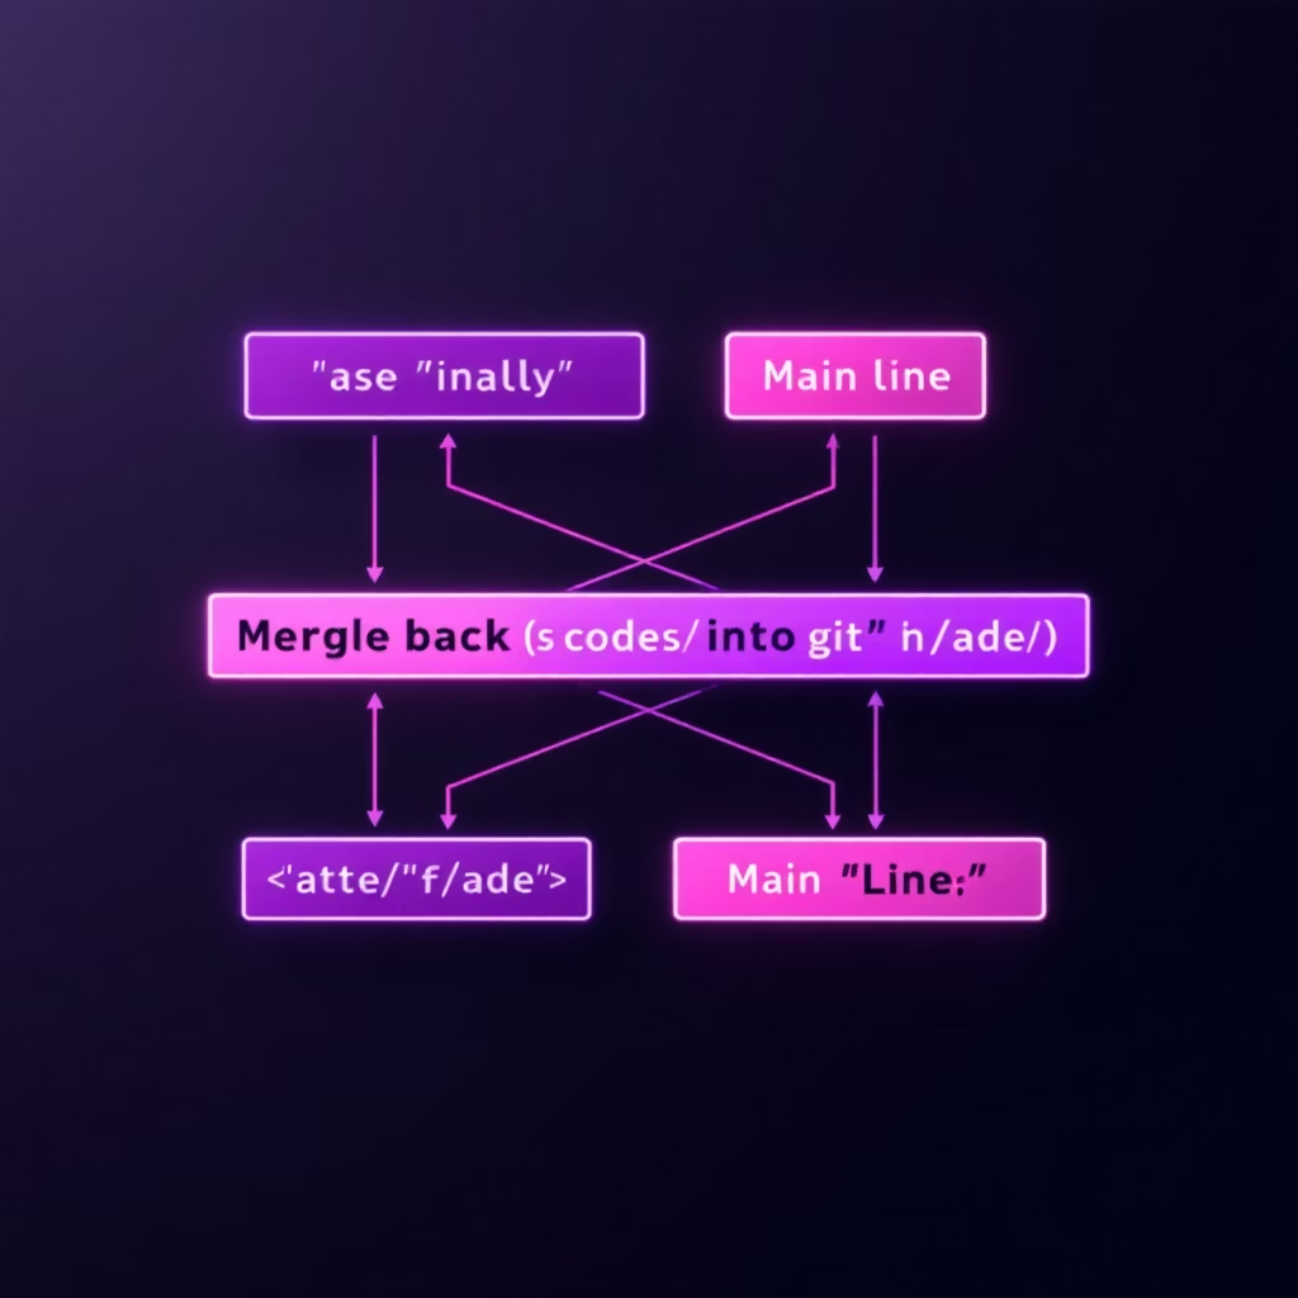 "ase "inally"
Main line
Mergle back (s codes/ into git" h/ade/)
<'atte/"f/ade">
Main "Line:"